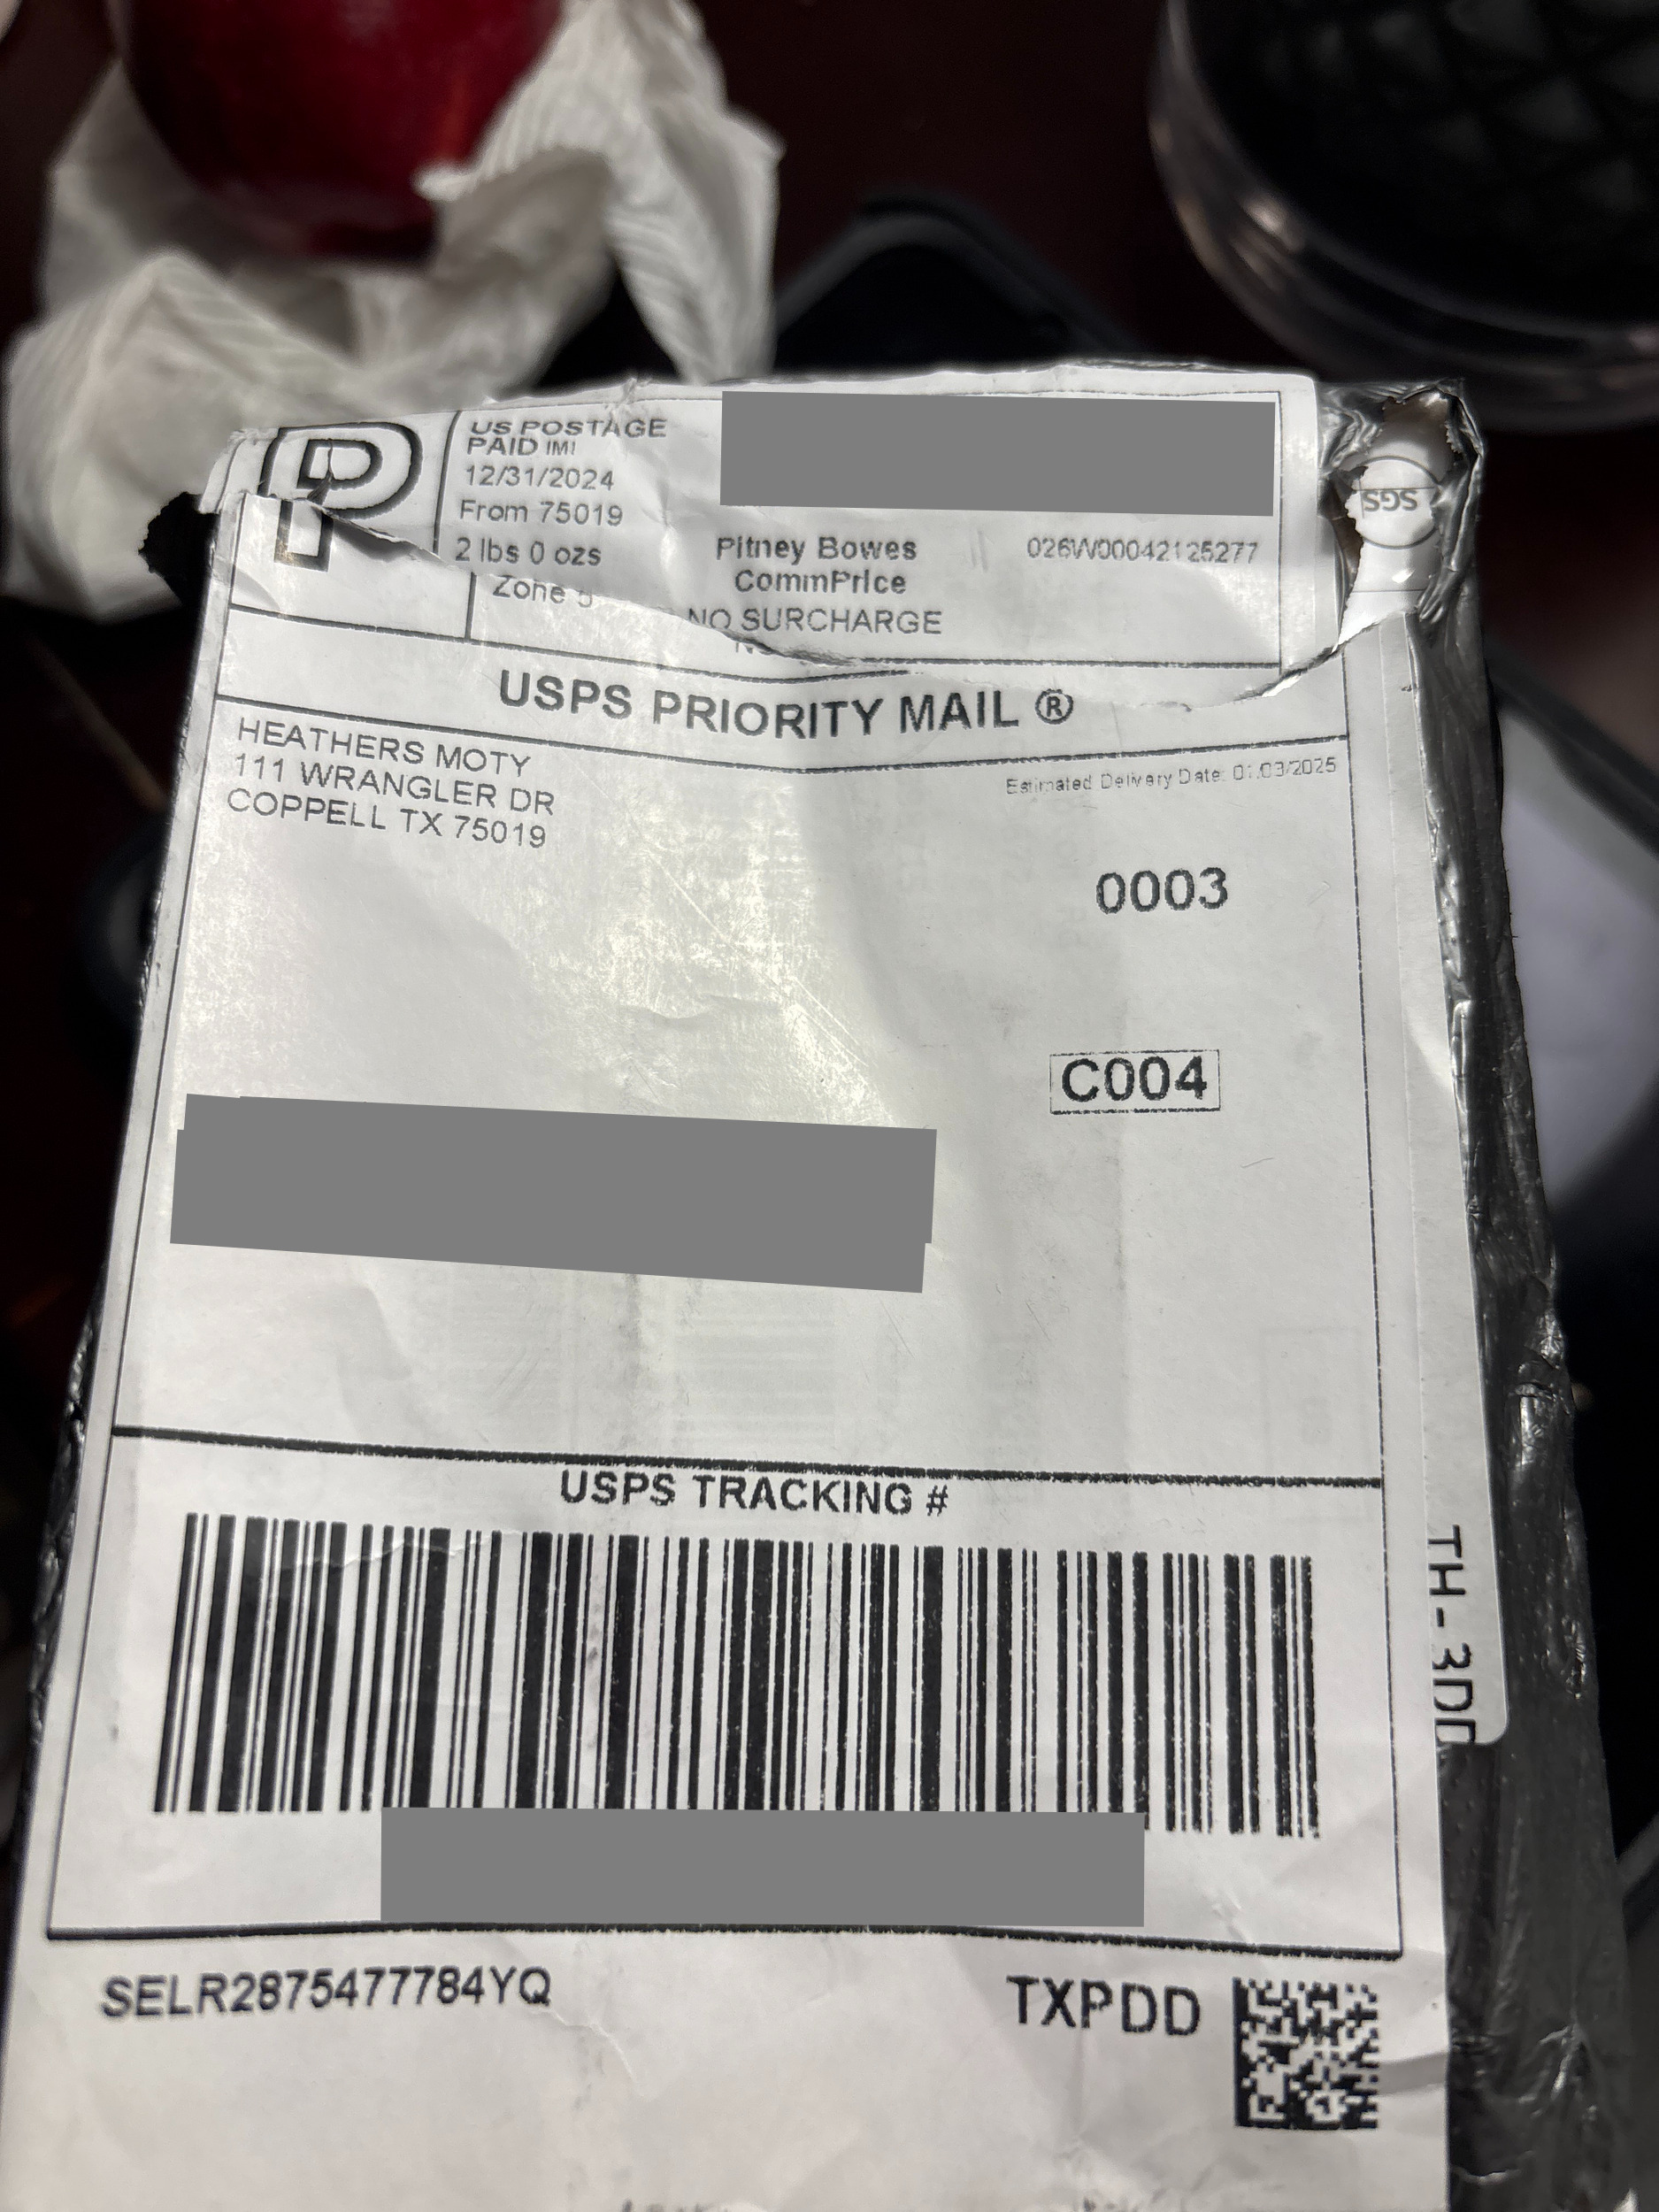 P
US POSTAGE
PAID IMI
12/31/2024
From 75019
2 lbs 0 ozs
Zone
Pitney Bowes
CommPrice
NO SURCHARGE
026W00042125277
SGS
USPS PRIORITY MAIL ®
HEATHERS MOTY
111 WRANGLER DR
COPPELL TX 75019
Estimated Delivery Date: 01/03/2025
0003
C004
USPS TRACKING #
TH-3D
SELR2875477784YQ
TXPDD